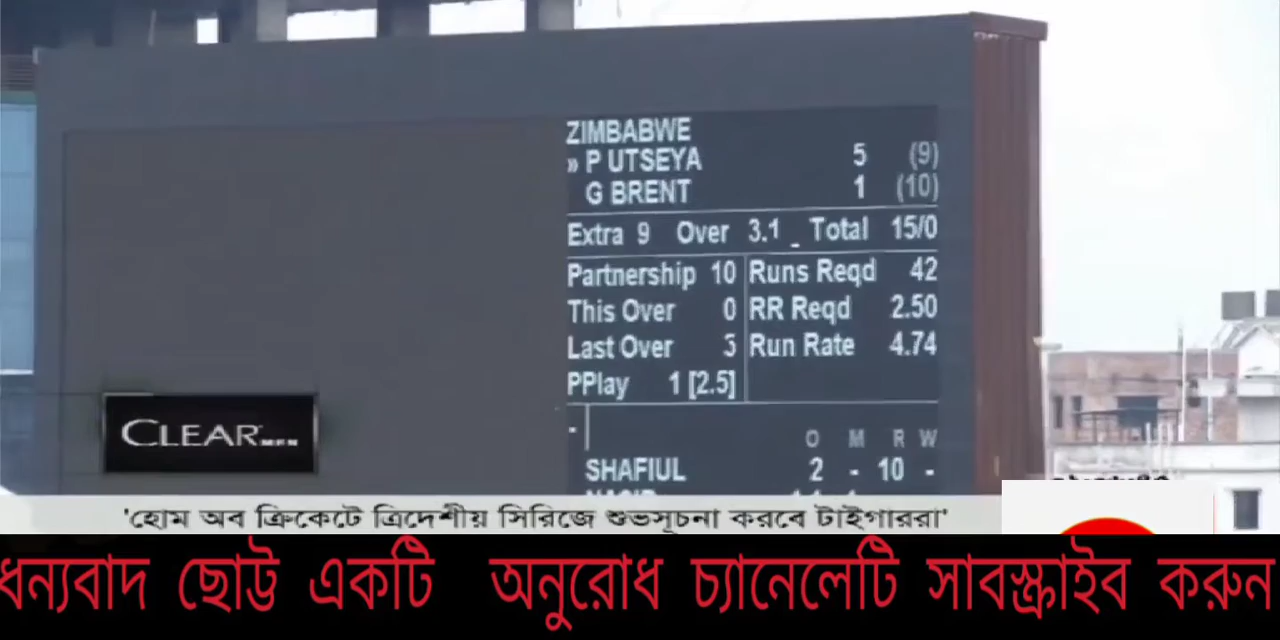 ZIMBABWE
» P UTSEYA 5 (9)
G BRENT 1 (10)
Extra 9 Over 3.1 _ Total 15/0
Partnership 10 Runs Reqd 42
This Over 0 RR Reqd 2.50
Last Over 5 Run Rate 4.74
PPlay 1 [2.5]
-
O M R W
SHAFIUL 2 - 10 -
CLEAR MEN
'হোম অব ক্রিকেটে ত্রিদেশীয় সিরিজে শুভসূচনা করবে টাইগাররা'
ধন্যবাদ ছোট্ট একটি অনুরোধ চ্যানেলেটি সাবস্ক্রাইব করুন